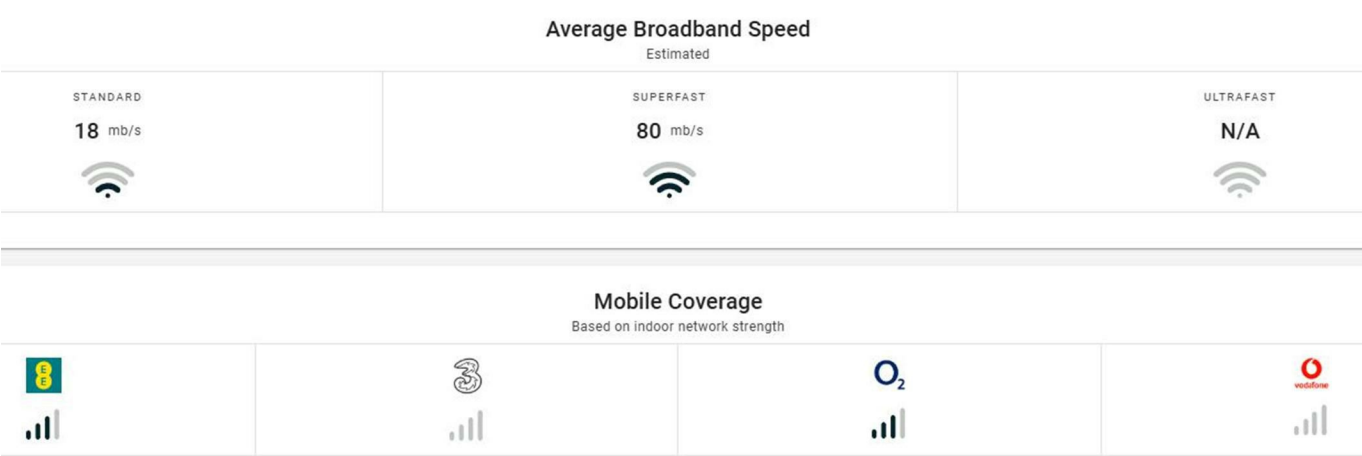 Average Broadband Speed
Estimated
STANDARD
SUPERFAST
ULTRAFAST
18 mb/s
80 mb/s
N/A
Mobile Coverage
Based on indoor network strength
EE
3
O2
vodafone